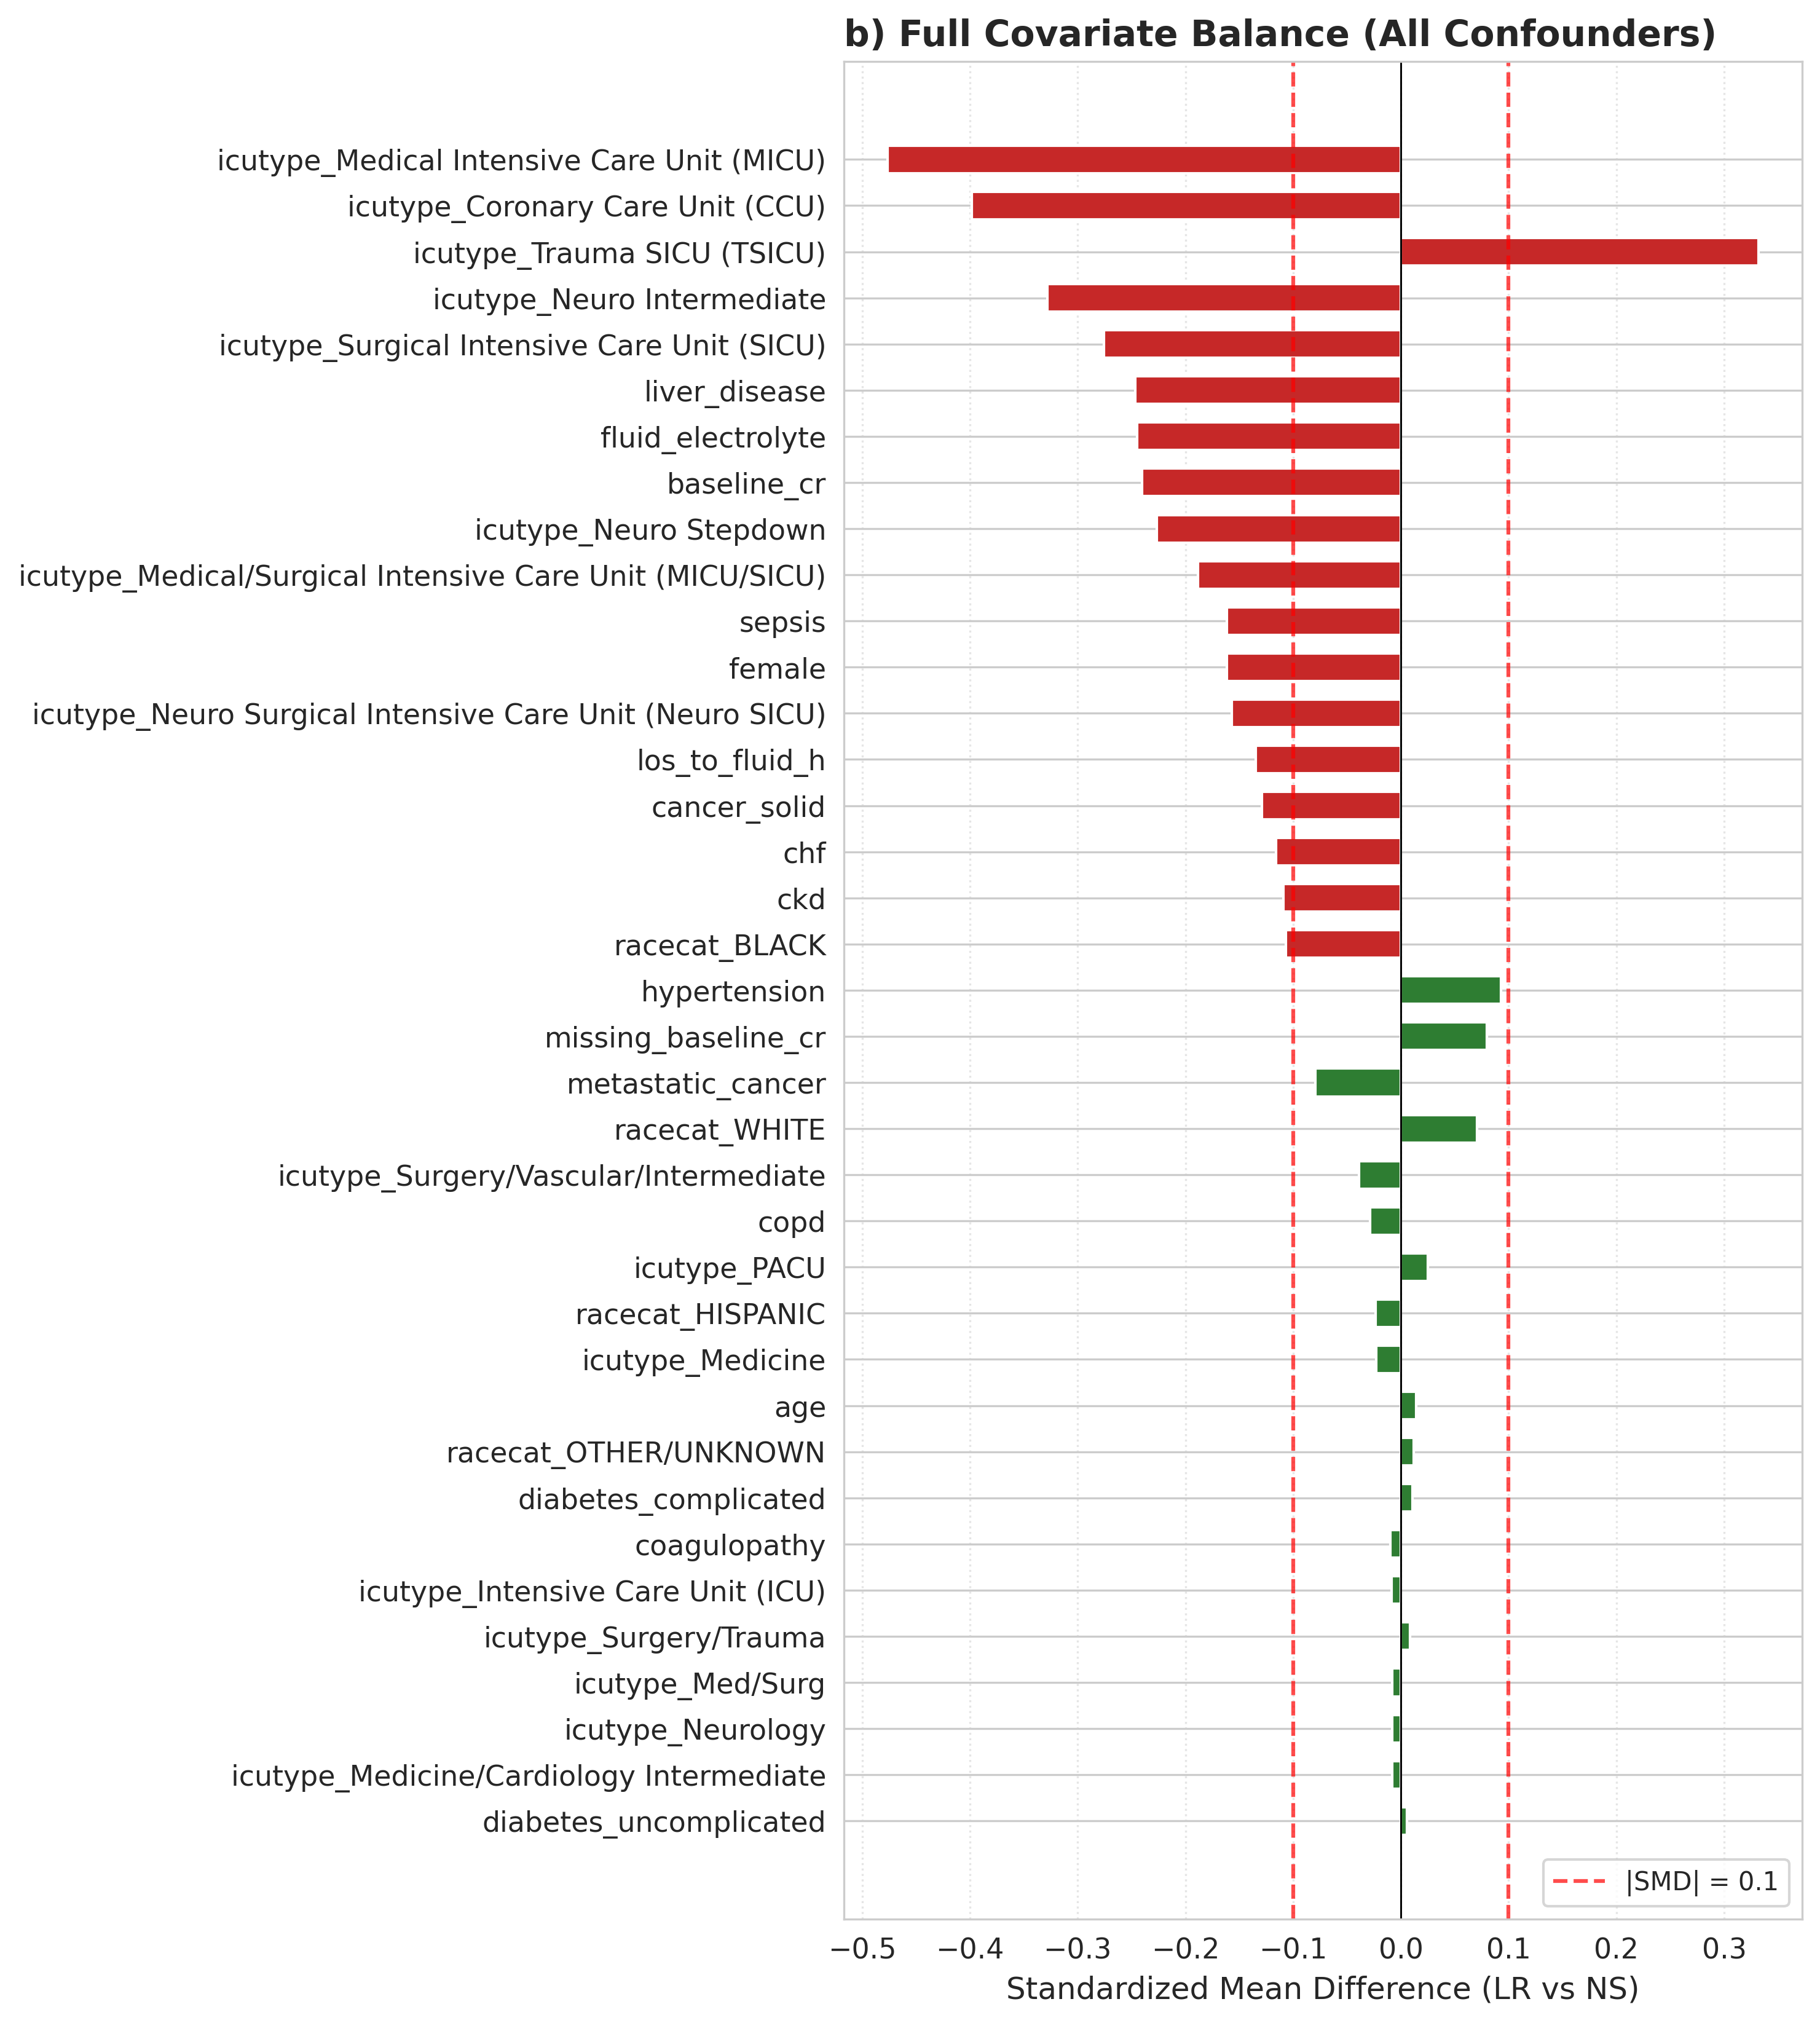 b) Full Covariate Balance (All Confounders)
icutype_Medical Intensive Care Unit (MICU)
icutype_Coronary Care Unit (CCU)
icutype_Trauma SICU (TSICU)
icutype_Neuro Intermediate
icutype_Surgical Intensive Care Unit (SICU)
liver_disease
fluid_electrolyte
baseline_cr
icutype_Neuro Stepdown
icutype_Medical/Surgical Intensive Care Unit (MICU/SICU)
sepsis
female
icutype_Neuro Surgical Intensive Care Unit (Neuro SICU)
los_to_fluid_h
cancer_solid
chf
ckd
racecat_BLACK
hypertension
missing_baseline_cr
metastatic_cancer
racecat_WHITE
icutype_Surgery/Vascular/Intermediate
copd
icutype_PACU
racecat_HISPANIC
icutype_Medicine
age
racecat_OTHER/UNKNOWN
diabetes_complicated
coagulopathy
icutype_Intensive Care Unit (ICU)
icutype_Surgery/Trauma
icutype_Med/Surg
icutype_Neurology
icutype_Medicine/Cardiology Intermediate
diabetes_uncomplicated
|SMD| = 0.1
−0.5 −0.4 −0.3 −0.2 −0.1 0.0 0.1 0.2 0.3
Standardized Mean Difference (LR vs NS)